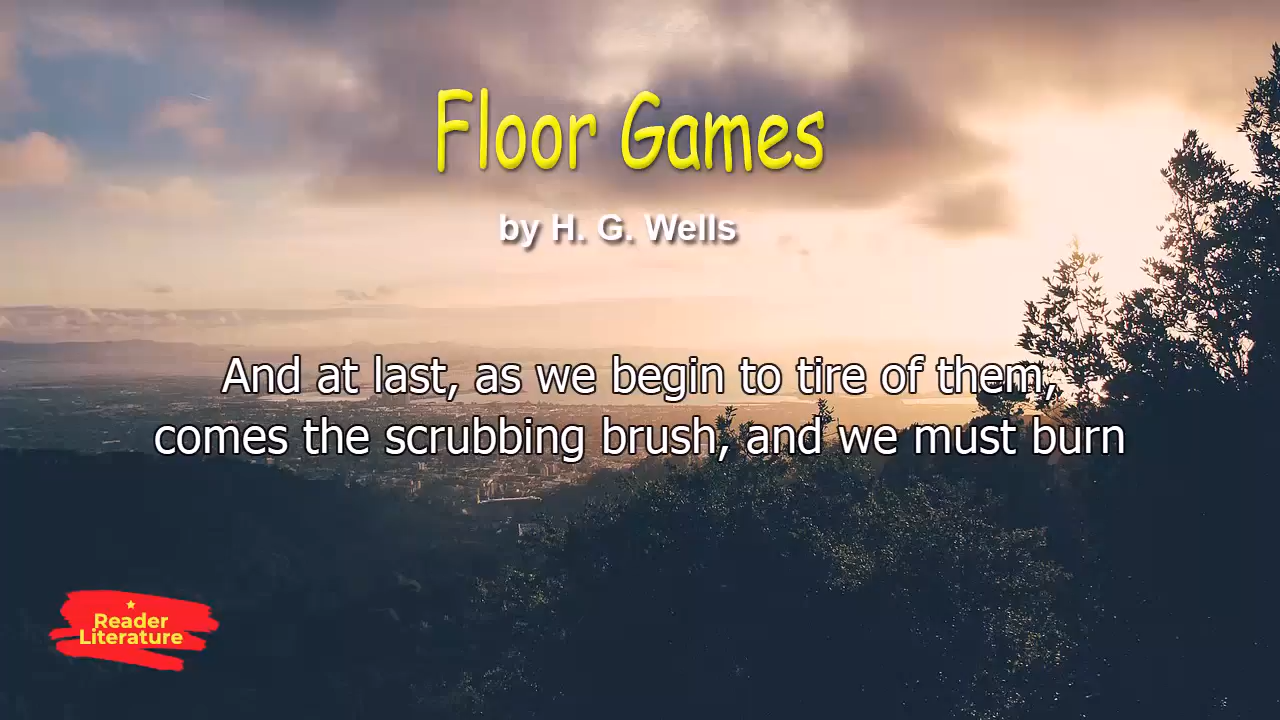 Floor Games
by H. G. Wells
And at last, as we begin to tire of them,
comes the scrubbing brush, and we must burn
Reader
Literature